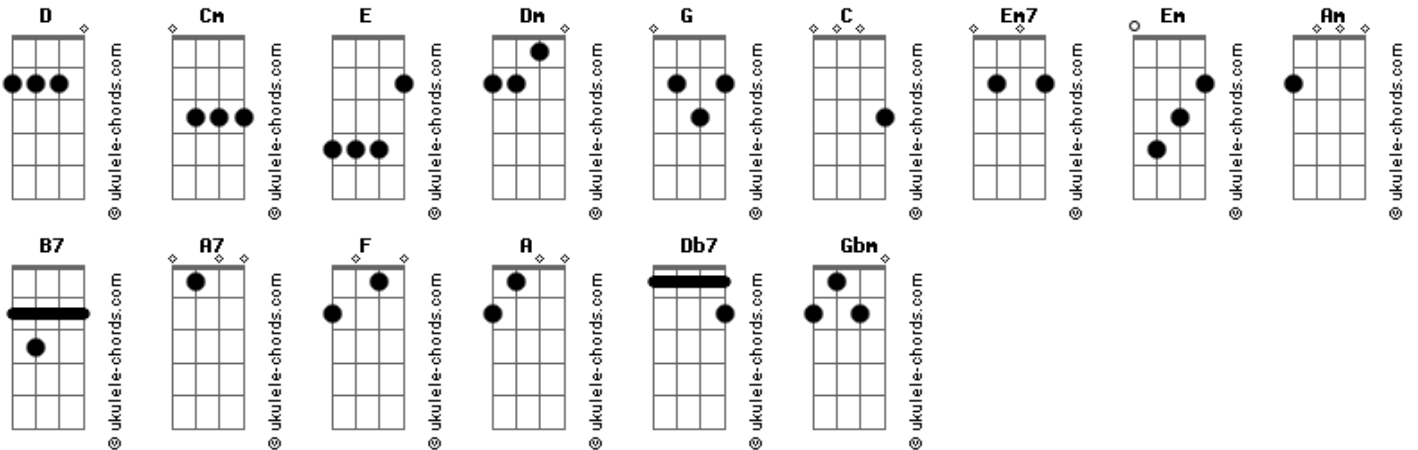 D Cm E Dm G C Em7 Em Am
© ukulele-chords.com © ukulele-chords.com © ukulele-chords.com © ukulele-chords.com © ukulele-chords.com © ukulele-chords.com © ukulele-chords.com © ukulele-chords.com © ukulele-chords.com
B7 A7 F A Db7 Gbm
© ukulele-chords.com © ukulele-chords.com © ukulele-chords.com © ukulele-chords.com © ukulele-chords.com © ukulele-chords.com